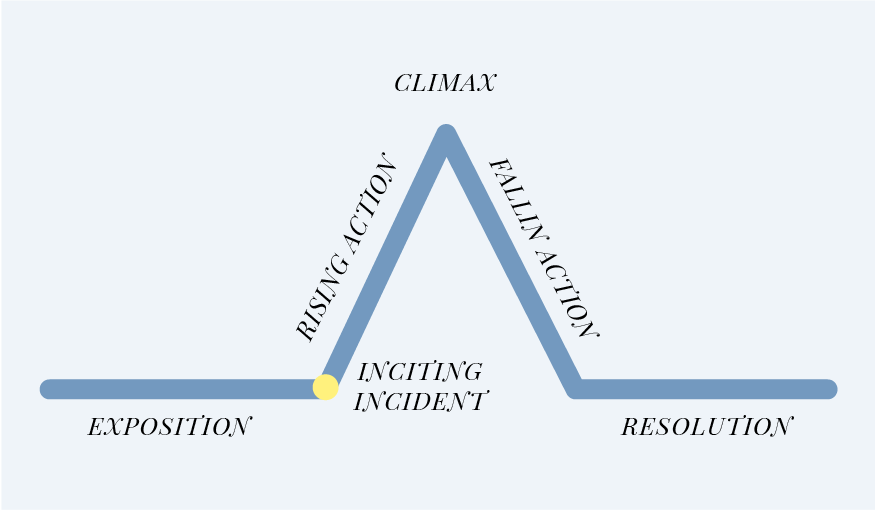 CLIMAX
RISING ACTION
FALLIN ACTION
INCITING
INCIDENT
EXPOSITION
RESOLUTION